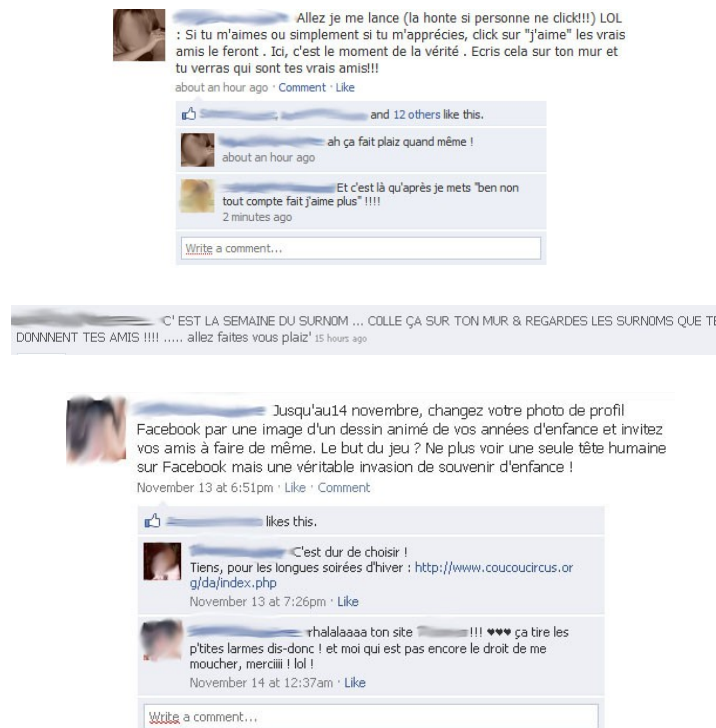 Allez je me lance (la honte si personne ne click!!!) LOL
: Si tu m'aimes ou simplement si tu m'apprécies, click sur "j'aime" les vrais
amis le feront . Ici, c'est le moment de la vérité . Ecris cela sur ton mur et
tu verras qui sont tes vrais amis!!!
about an hour ago · Comment · Like
and 12 others like this.
ah ça fait plaiz quand même !
about an hour ago
Et c'est là qu'après je mets "ben non
tout compte fait j'aime plus" !!!!
2 minutes ago
Write a comment...
C' EST LA SEMAINE DU SURNOM ... COLLE ÇA SUR TON MUR & REGARDES LES SURNOMS QUE TE
DONNNENT TES AMIS !!!! ..... allez faites vous plaiz' 15 hours ago
Jusqu'au14 novembre, changez votre photo de profil
Facebook par une image d'un dessin animé de vos années d'enfance et invitez
vos amis à faire de même. Le but du jeu ? Ne plus voir une seule tête humaine
sur Facebook mais une véritable invasion de souvenir d'enfance !
November 13 at 6:51pm · Like · Comment
likes this.
C'est dur de choisir !
Tiens, pour les longues soirées d'hiver : http://www.coucoucircus.or
g/da/index.php
November 13 at 7:26pm · Like
rhalalaaaa ton site !!! ♥♥♥ ça tire les
p'tites larmes dis-donc ! et moi qui est pas encore le droit de me
moucher, merciiii ! lol !
November 14 at 12:37am · Like
Write a comment...